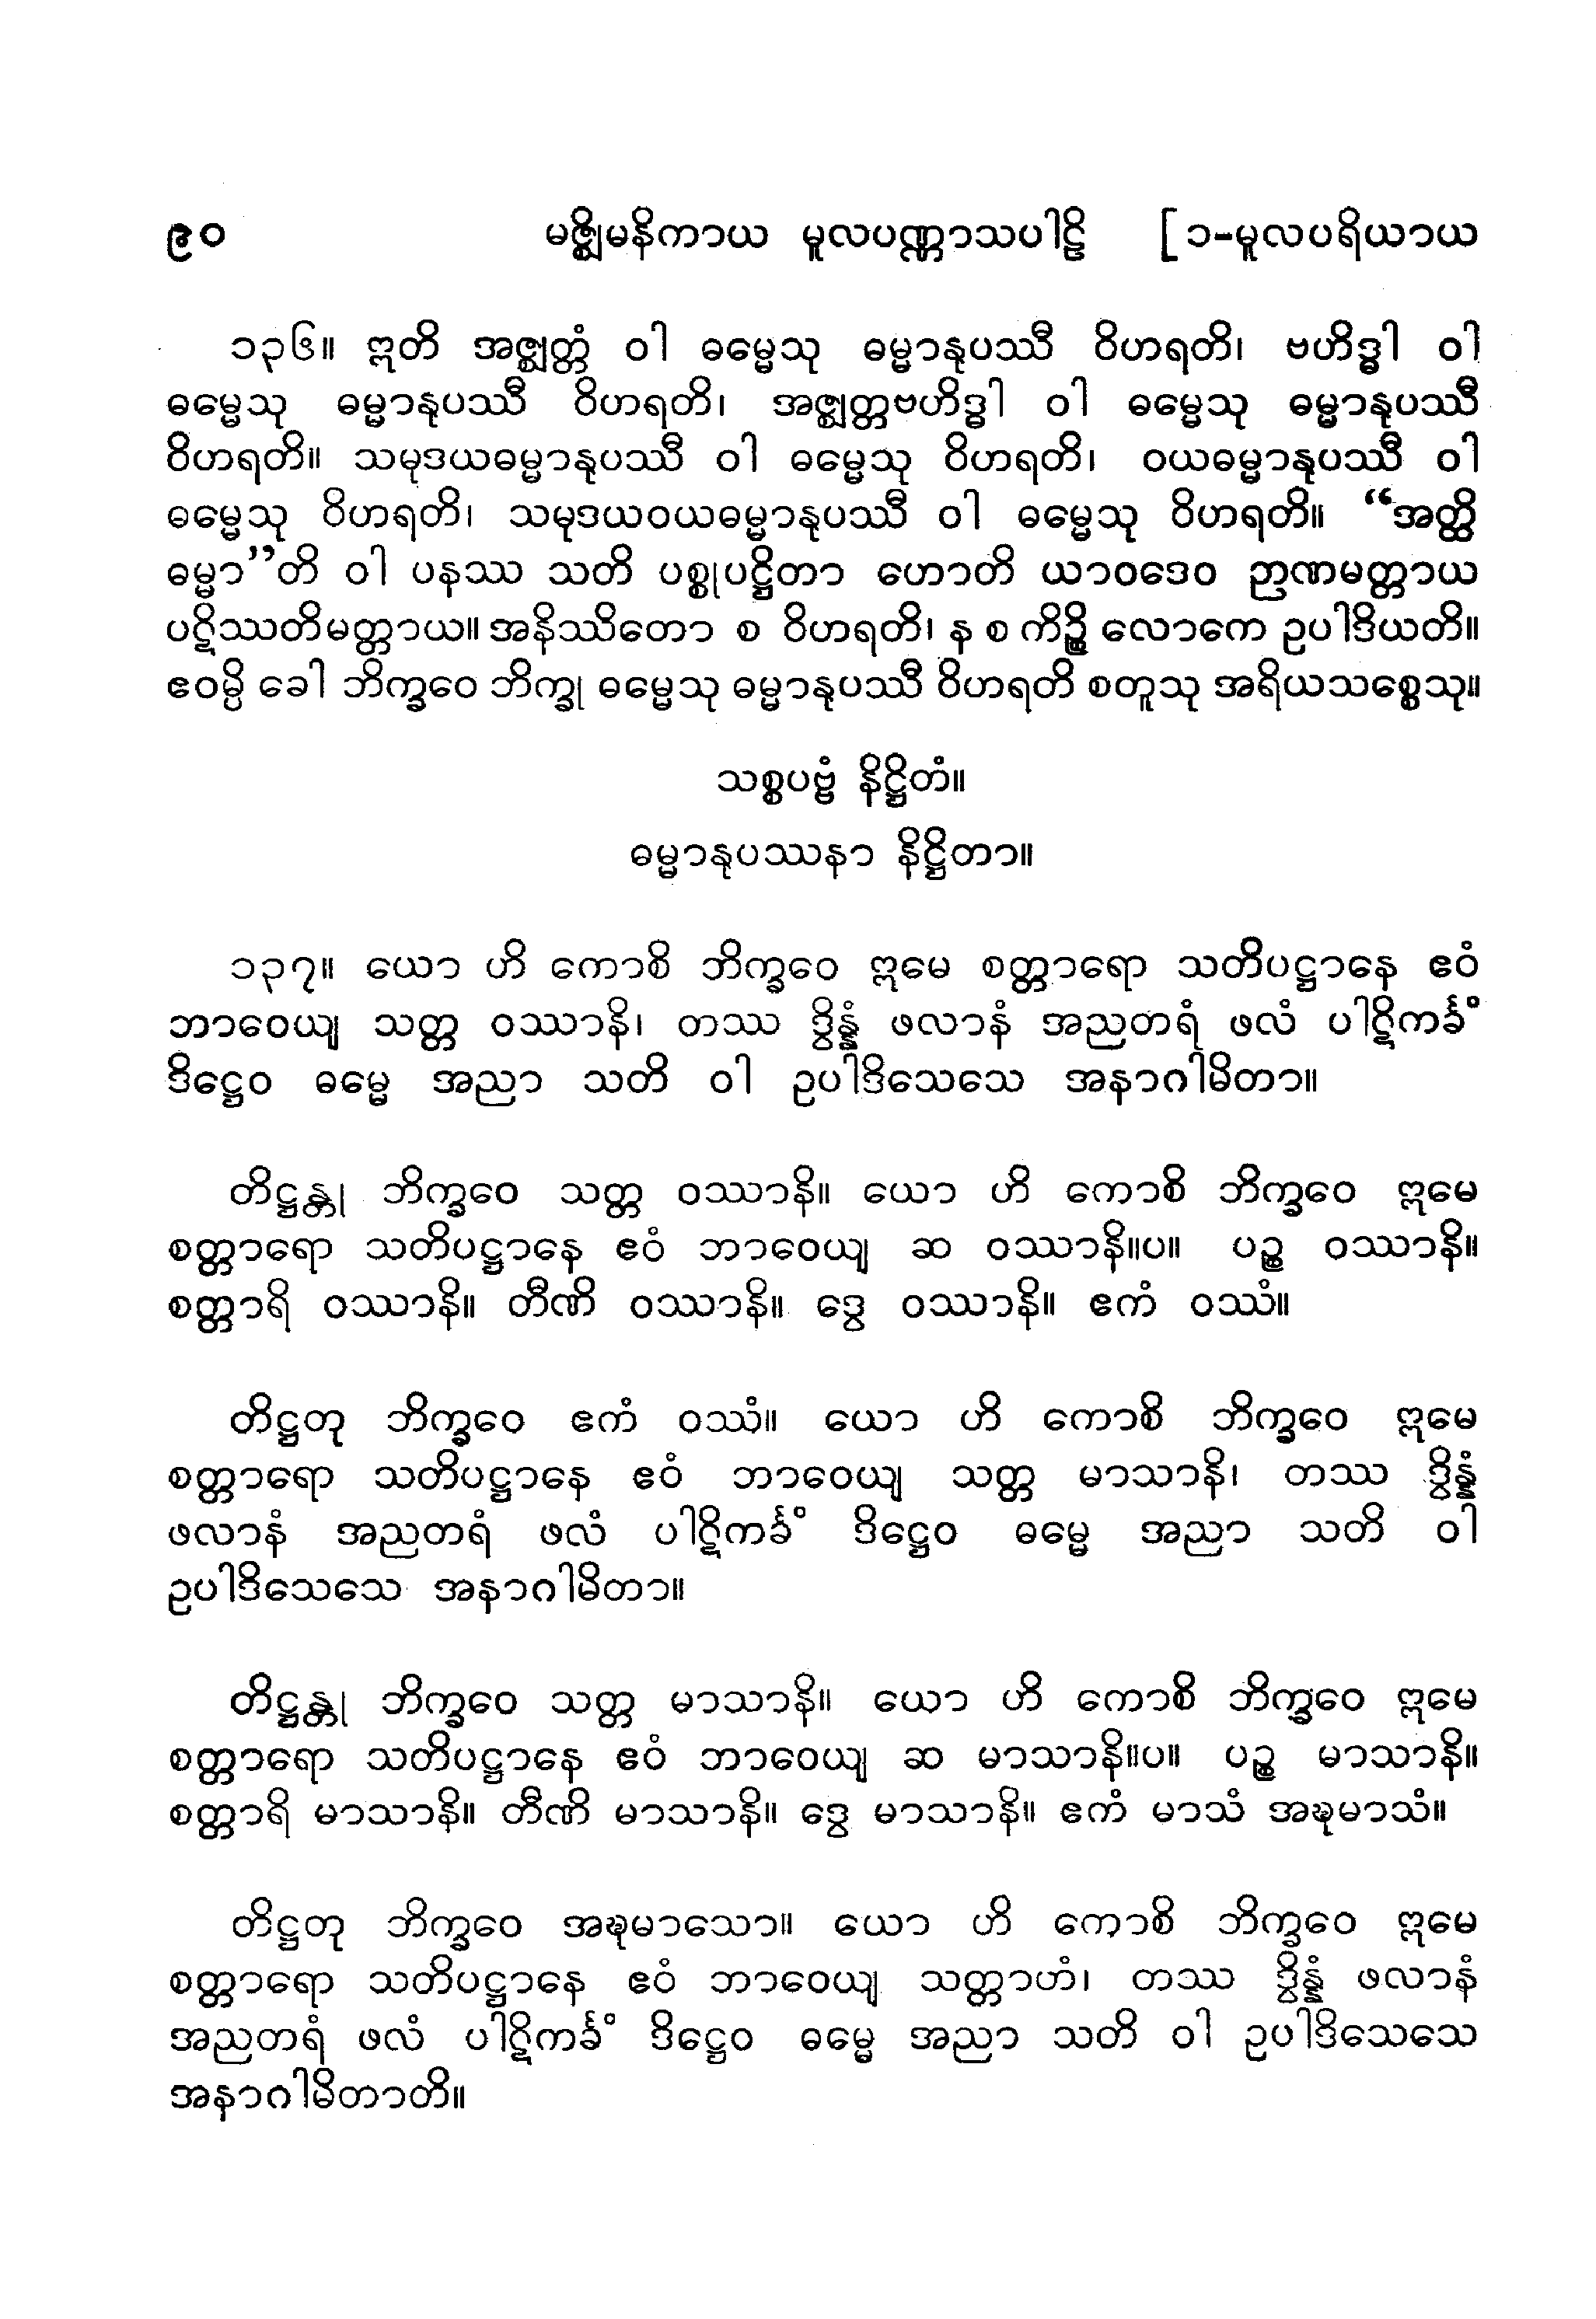 ၉၀ မဇ္ဈိမနိကာယ မူလပဏ္ဏာသပါဠိ [၁-မူလပရိယာယ
၁၃၆။ ဣတိ အဇ္ဈတ္တံ ဝါ ဓမ္မေသု ဓမ္မာနုပဿီ ဝိဟရတိ၊ ဗဟိဒ္ဓါ ဝါ
ဓမ္မေသု ဓမ္မာနုပဿီ ဝိဟရတိ၊ အဇ္ဈတ္တဗဟိဒ္ဓါ ဝါ ဓမ္မေသု ဓမ္မာနုပဿီ
ဝိဟရတိ။ သမုဒယဓမ္မာနုပဿီ ဝါ ဓမ္မေသု ဝိဟရတိ၊ ဝယဓမ္မာနုပဿီ ဝါ
ဓမ္မေသု ဝိဟရတိ၊ သမုဒယဝယဓမ္မာနုပဿီ ဝါ ဓမ္မေသု ဝိဟရတိ။ “အတ္ထိ
ဓမ္မာ”တိ ဝါ ပနဿ သတိ ပစ္စုပဋ္ဌိတာ ဟောတိ ယာဝဒေဝ ဉာဏမတ္တာယ
ပဋိဿတိမတ္တာယ။ အနိဿိတော စ ဝိဟရတိ၊ န စ ကိဉ္စိ လောကေ ဥပါဒိယတိ။
ဧဝမ္ပိ ခေါ ဘိက္ခဝေ ဘိက္ခု ဓမ္မေသု ဓမ္မာနုပဿီ ဝိဟရတိ စတူသု အရိယသစ္စေသု။
သစ္စပဗ္ဗံ နိဋ္ဌိတံ။
ဓမ္မာနုပဿနာ နိဋ္ဌိတာ။
၁၃၇။ ယော ဟိ ကောစိ ဘိက္ခဝေ ဣမေ စတ္တာရော သတိပဋ္ဌာနေ ဧဝံ
ဘာဝေယျ သတ္တ ဝဿာနိ၊ တဿ ဒွိန္နံ ဖလာနံ အညတရံ ဖလံ ပါဋိကင်္ခံ
ဒိဋ္ဌေဝ ဓမ္မေ အညာ သတိ ဝါ ဥပါဒိသေသေ အနာဂါမိတာ။
တိဋ္ဌန္တု ဘိက္ခဝေ သတ္တ ဝဿာနိ။ ယော ဟိ ကောစိ ဘိက္ခဝေ ဣမေ
စတ္တာရော သတိပဋ္ဌာနေ ဧဝံ ဘာဝေယျ ဆ ဝဿာနိ။ပ။ ပဉ္စ ဝဿာနိ။
စတ္တာရိ ဝဿာနိ။ တီဏိ ဝဿာနိ။ ဒွေ ဝဿာနိ။ ဧကံ ဝဿံ။
တိဋ္ဌတု ဘိက္ခဝေ ဧကံ ဝဿံ။ ယော ဟိ ကောစိ ဘိက္ခဝေ ဣမေ
စတ္တာရော သတိပဋ္ဌာနေ ဧဝံ ဘာဝေယျ သတ္တ မာသာနိ၊ တဿ ဒွိန္နံ
ဖလာနံ အညတရံ ဖလံ ပါဋိကင်္ခံ ဒိဋ္ဌေဝ ဓမ္မေ အညာ သတိ ဝါ
ဥပါဒိသေသေ အနာဂါမိတာ။
တိဋ္ဌန္တု ဘိက္ခဝေ သတ္တ မာသာနိ။ ယော ဟိ ကောစိ ဘိက္ခဝေ ဣမေ
စတ္တာရော သတိပဋ္ဌာနေ ဧဝံ ဘာဝေယျ ဆ မာသာနိ။ပ။ ပဉ္စ မာသာနိ။
စတ္တာရိ မာသာနိ။ တီဏိ မာသာနိ။ ဒွေ မာသာနိ။ ဧကံ မာသံ အဍ္ဎမာသံ။
တိဋ္ဌတု ဘိက္ခဝေ အဍ္ဎမာသော။ ယော ဟိ ကောစိ ဘိက္ခဝေ ဣမေ
စတ္တာရော သတိပဋ္ဌာနေ ဧဝံ ဘာဝေယျ သတ္တာဟံ၊ တဿ ဒွိန္နံ ဖလာနံ
အညတရံ ဖလံ ပါဋိကင်္ခံ ဒိဋ္ဌေဝ ဓမ္မေ အညာ သတိ ဝါ ဥပါဒိသေသေ
အနာဂါမိတာတိ။